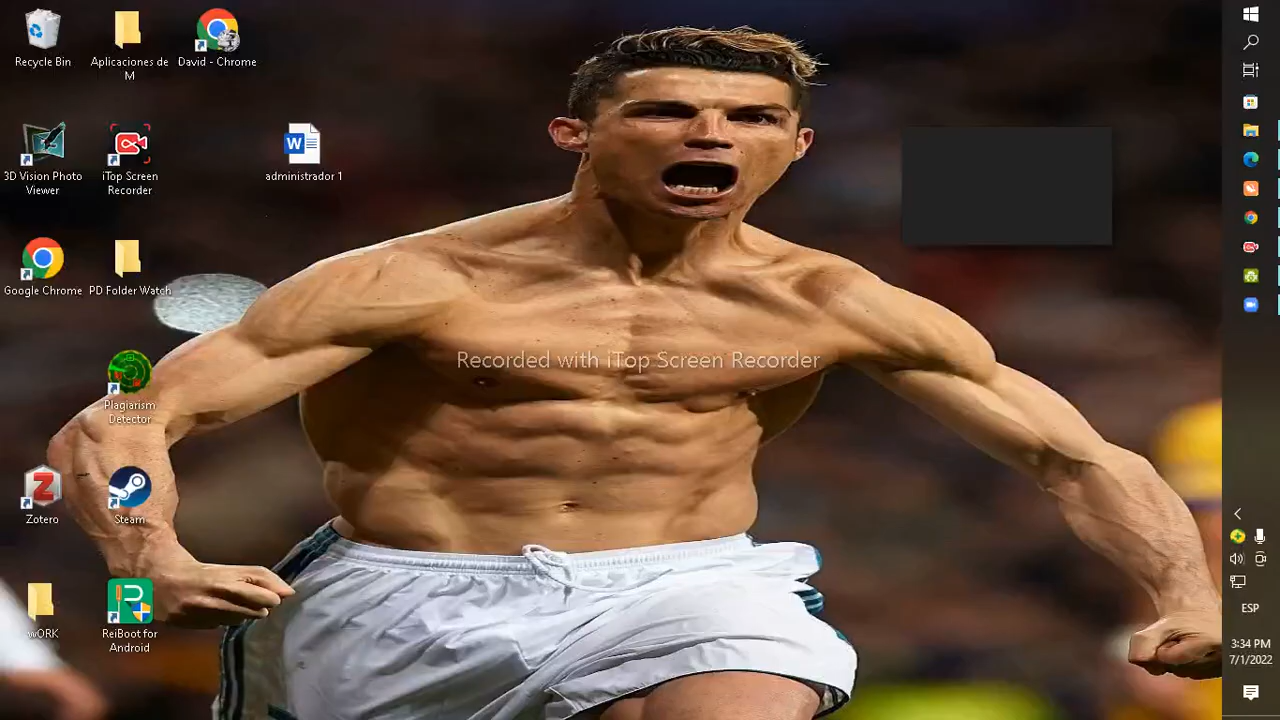 Recycle Bin
Aplicaciones de
M
David - Chrome
3D Vision Photo
Viewer
iTop Screen
Recorder
W
administrador 1
Google Chrome
PD Folder Watch
Recorded with iTop Screen Recorder
Plagiarism
Detector
Z
Zotero
Steam
wORK
ReiBoot for
Android
ESP
3:34 PM
7/1/2022